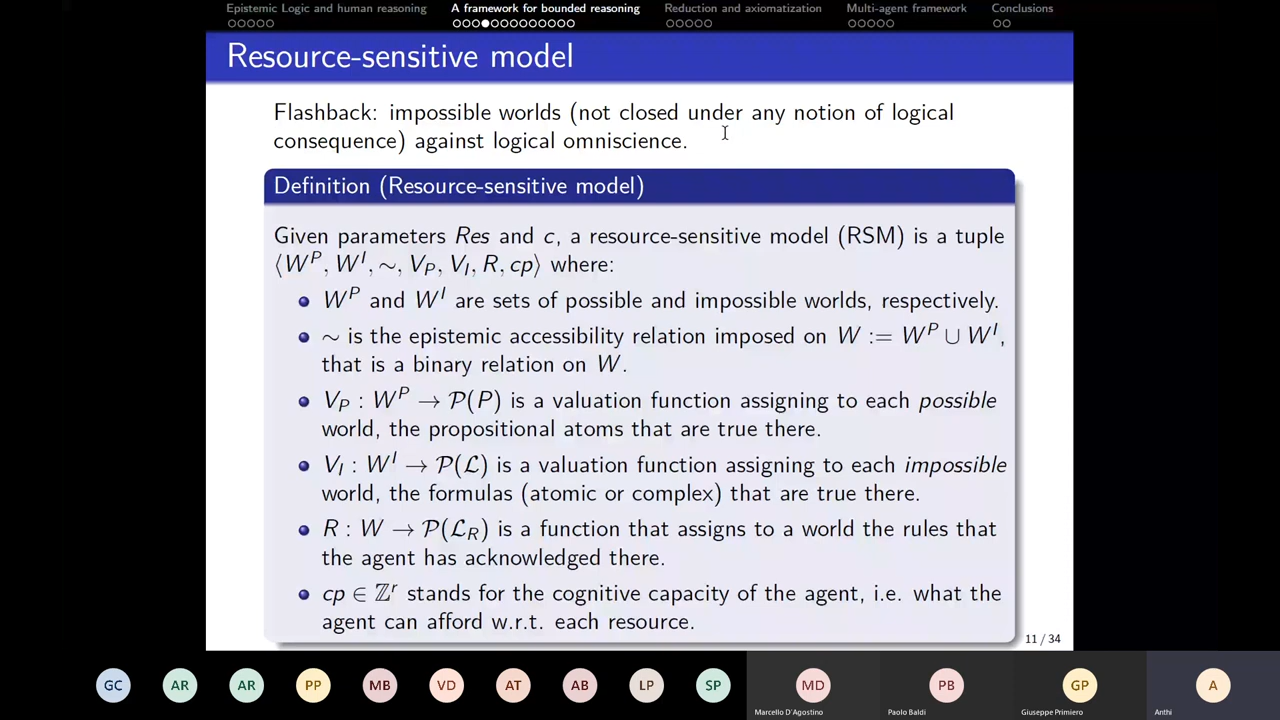 Epistemic Logic and human reasoning A framework for bounded reasoning Reduction and axiomatization Multi-agent framework Conclusions
Resource-sensitive model
Flashback: impossible worlds (not closed under any notion of logical
consequence) against logical omniscience.
Definition (Resource-sensitive model)
Given parameters Res and c, a resource-sensitive model (RSM) is a tuple
⟨W^P, W^I, ∼, V_P, V_I, R, cp⟩ where:
W^P and W^I are sets of possible and impossible worlds, respectively.
∼ is the epistemic accessibility relation imposed on W := W^P ∪ W^I,
that is a binary relation on W.
V_P : W^P → 𝒫(P) is a valuation function assigning to each possible
world, the propositional atoms that are true there.
V_I : W^I → 𝒫(ℒ) is a valuation function assigning to each impossible
world, the formulas (atomic or complex) that are true there.
R : W → 𝒫(ℒ_R) is a function that assigns to a world the rules that
the agent has acknowledged there.
cp ∈ ℤ^r stands for the cognitive capacity of the agent, i.e. what the
agent can afford w.r.t. each resource.
11 / 34
GC AR AR PP MB VD AT AB LP SP MD PB GP A
Marcello D'Agostino Paolo Baldi Giuseppe Primiero Anthi